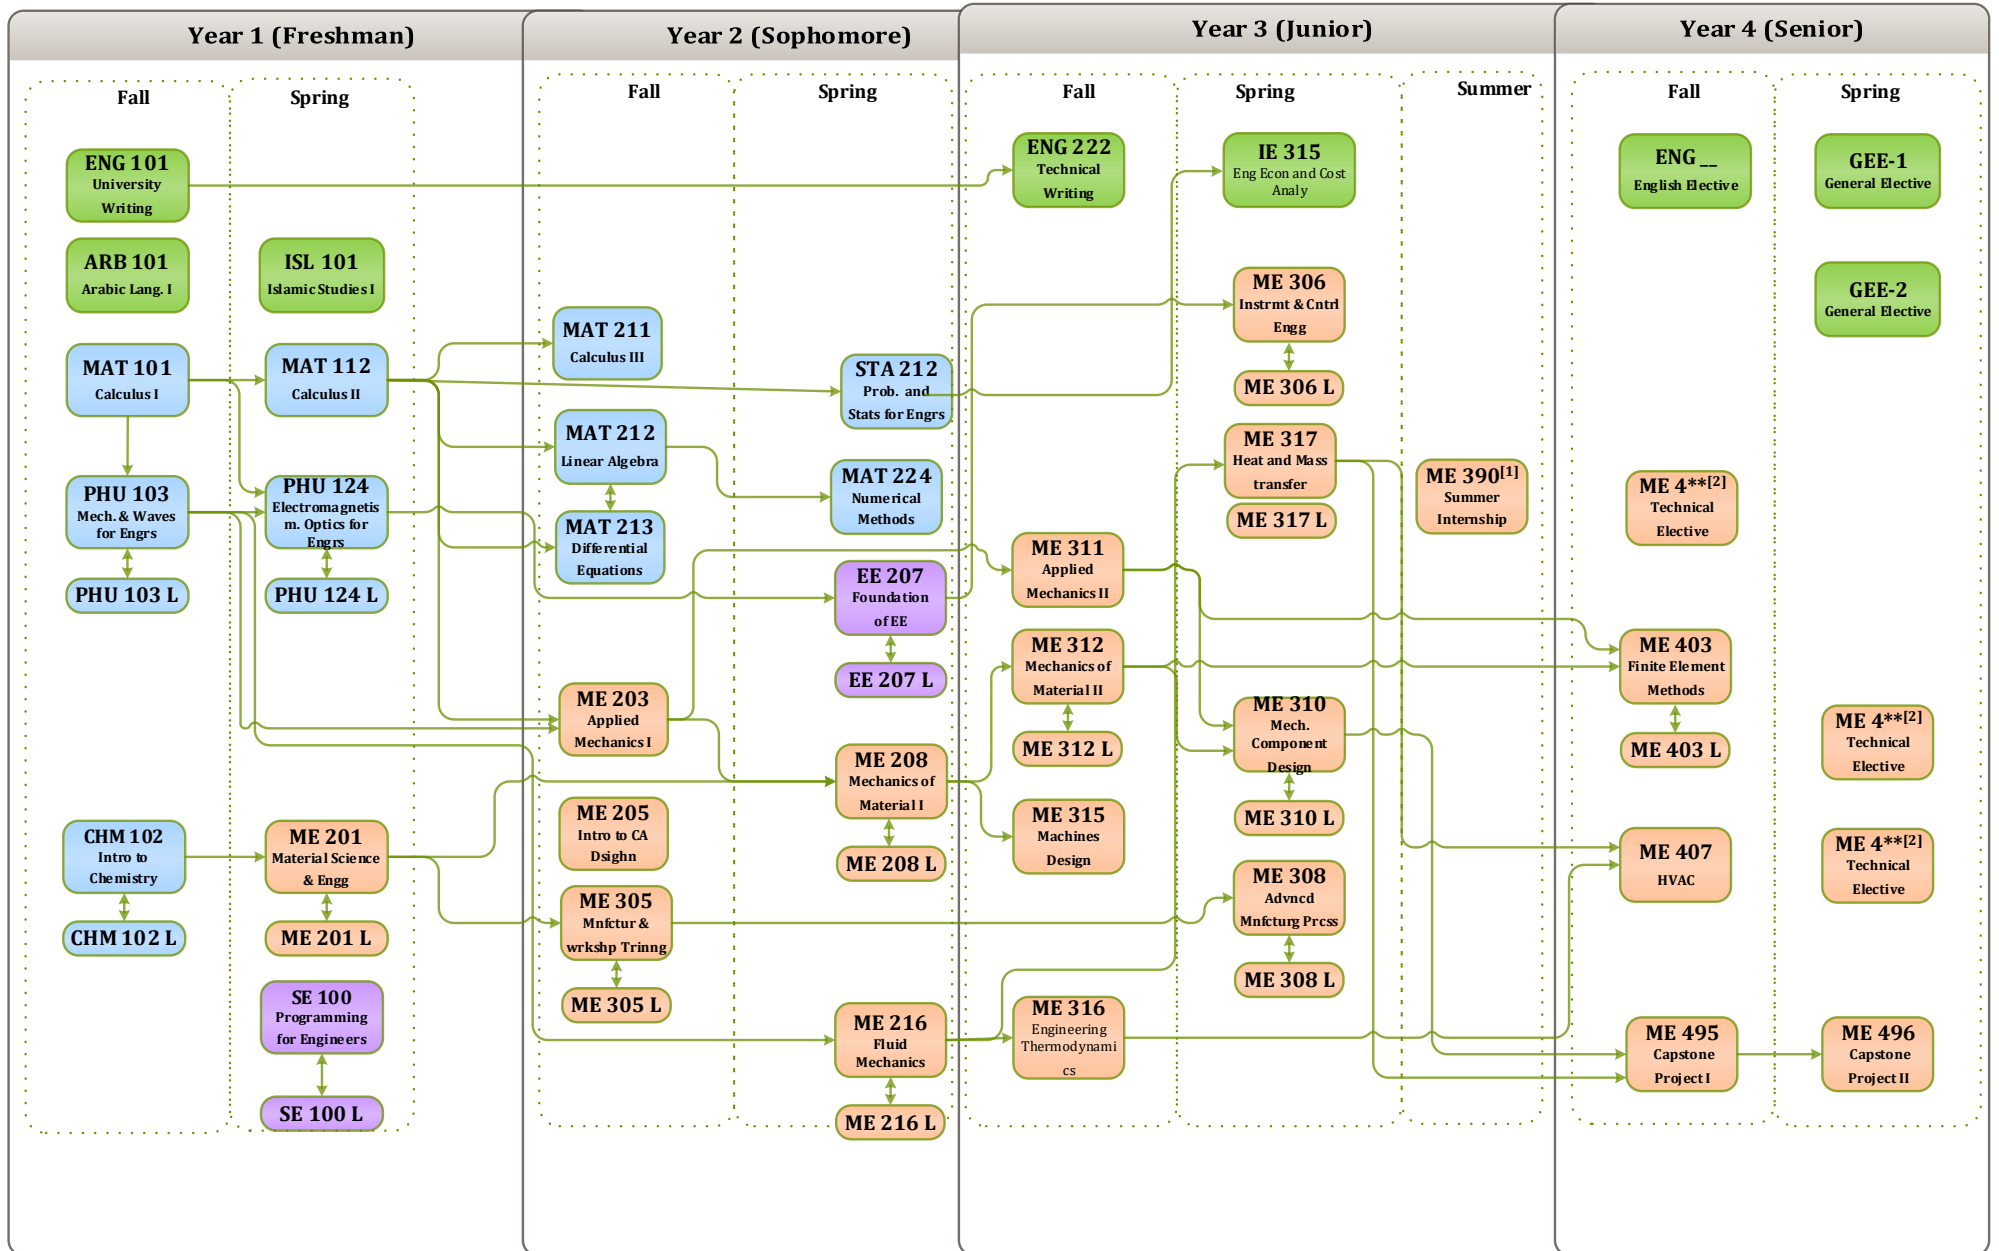 Year 1 (Freshman)
Fall
ENG 101
University
Writing
ARB 101
Arabic Lang. I
MAT 101
Calculus I
PHU 103
Mech. & Waves
for Engrs
PHU 103 L
CHM 102
Intro to
Chemistry
CHM 102 L
Spring
ISL 101
Islamic Studies I
MAT 112
Calculus II
PHU 124
Electromagnetis
m. Optics for
Engrs
PHU 124 L
ME 201
Material Science
& Engg
ME 201 L
SE 100
Programming
for Engineers
SE 100 L
Year 2 (Sophomore)
Fall
MAT 211
Calculus III
MAT 212
Linear Algebra
MAT 213
Differential
Equations
ME 203
Applied
Mechanics I
ME 205
Intro to CA
Dsighn
ME 305
Mnfctur &
wrkshp Trinng
ME 305 L
Spring
STA 212
Prob. and
Stats for Engrs
MAT 224
Numerical
Methods
EE 207
Foundation
of EE
EE 207 L
ME 208
Mechanics of
Material I
ME 208 L
ME 216
Fluid
Mechanics
ME 216 L
Year 3 (Junior)
Fall
ENG 222
Technical
Writing
ME 311
Applied
Mechanics II
ME 312
Mechanics of
Material II
ME 312 L
ME 315
Machines
Design
ME 316
Engineering
Thermodynami
cs
Spring
IE 315
Eng Econ and Cost
Analy
ME 306
Instrmt & Cntrl
Engg
ME 306 L
ME 317
Heat and Mass
transfer
ME 317 L
ME 310
Mech.
Component
Design
ME 310 L
ME 308
Advncd
Mnfcturg Prcss
ME 308 L
Summer
ME 390[1]
Summer
Internship
Year 4 (Senior)
Fall
ENG __
English Elective
ME 4**[2]
Technical
Elective
ME 403
Finite Element
Methods
ME 403 L
ME 407
HVAC
ME 495
Capstone
Project I
Spring
GEE-1
General Elective
GEE-2
General Elective
ME 4**[2]
Technical
Elective
ME 4**[2]
Technical
Elective
ME 496
Capstone
Project II